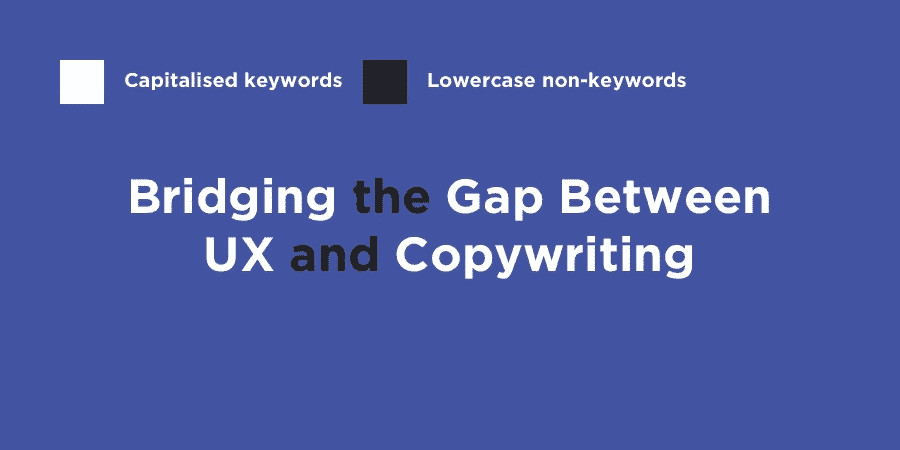 Capitalised keywords Lowercase non-keywords
Bridging the Gap Between
UX and Copywriting